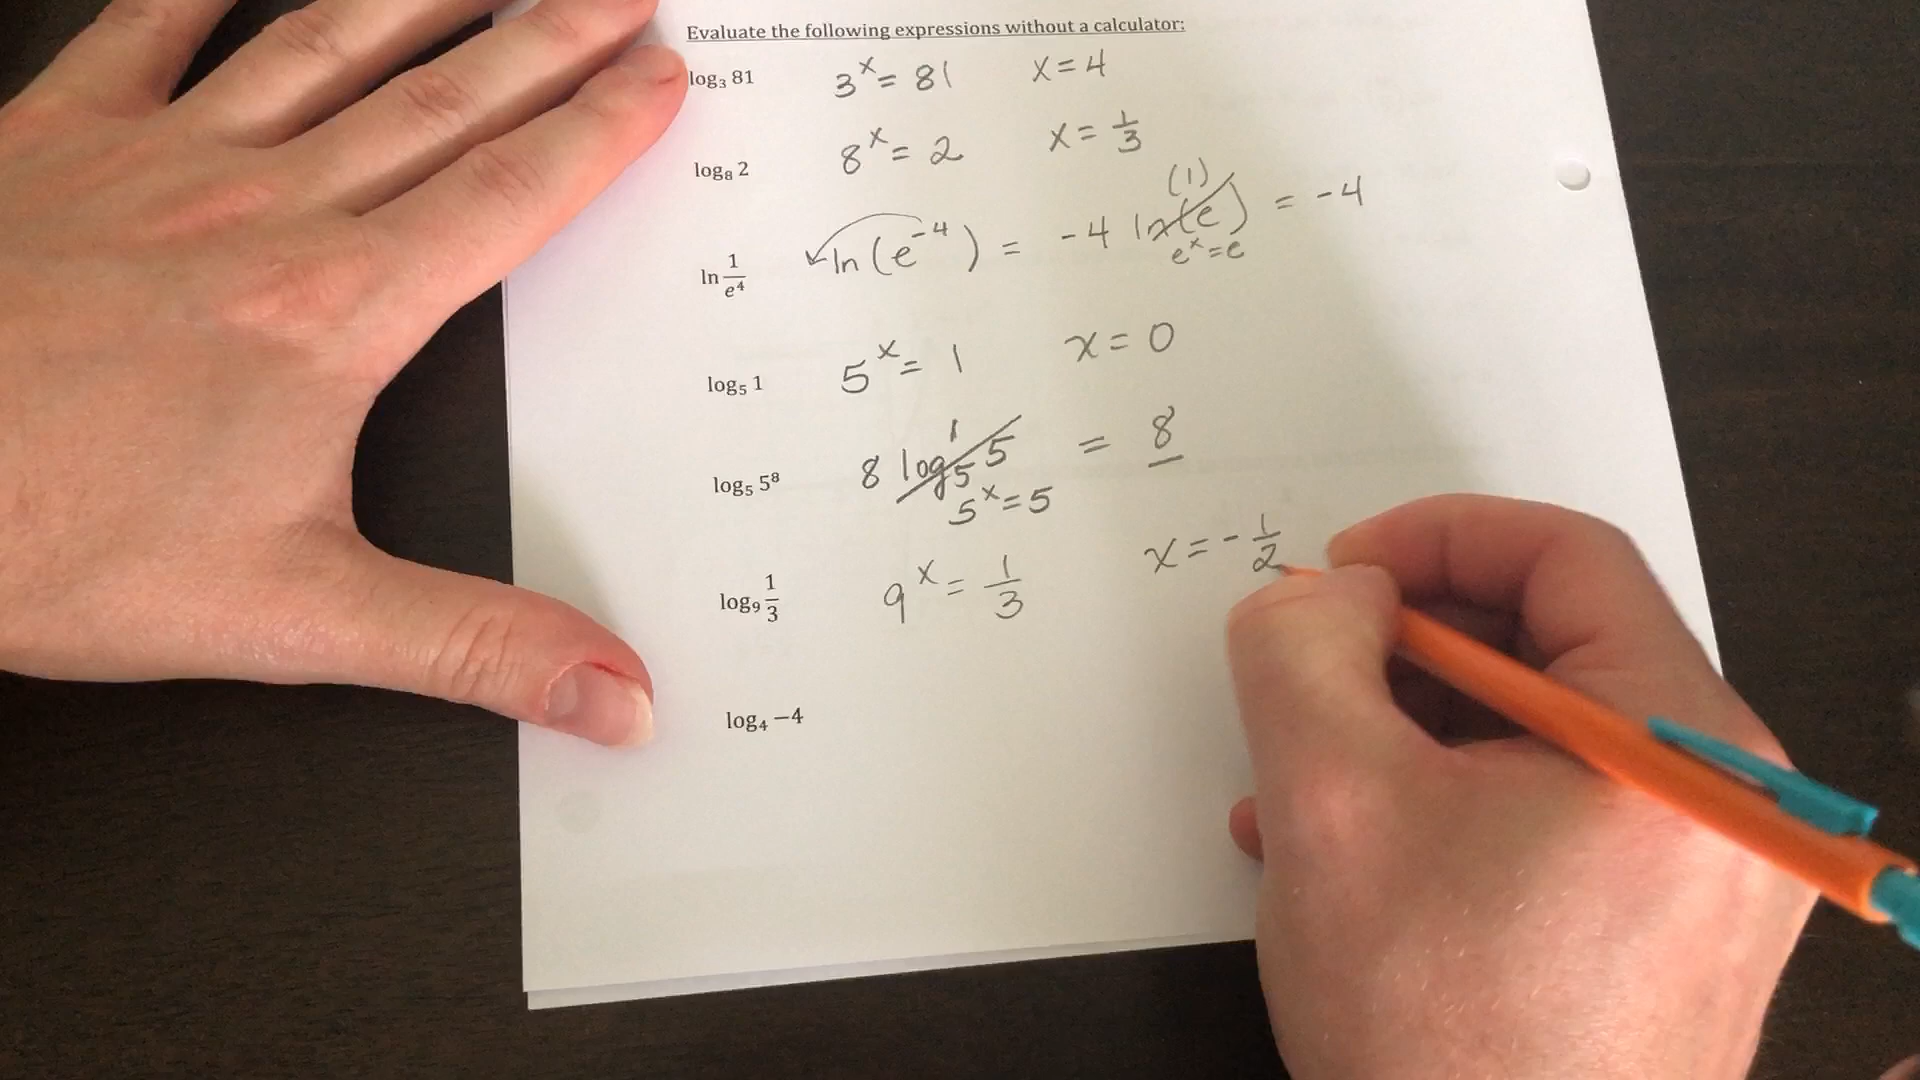 Evaluate the following expressions without a calculator:
log₃ 81 3ˣ = 81 x = 4
log₈ 2 8ˣ = 2 x = 1/3
ln 1/e⁴ ln(e⁻⁴) = -4 ln(e) (1) = -4
eˣ = e
log₅ 1 5ˣ = 1 x = 0
log₅ 5⁸ 8 log₅ 5 1 = 8
5ˣ = 5
log₉ 1/3 9ˣ = 1/3 x = -1/2
log₄ −4